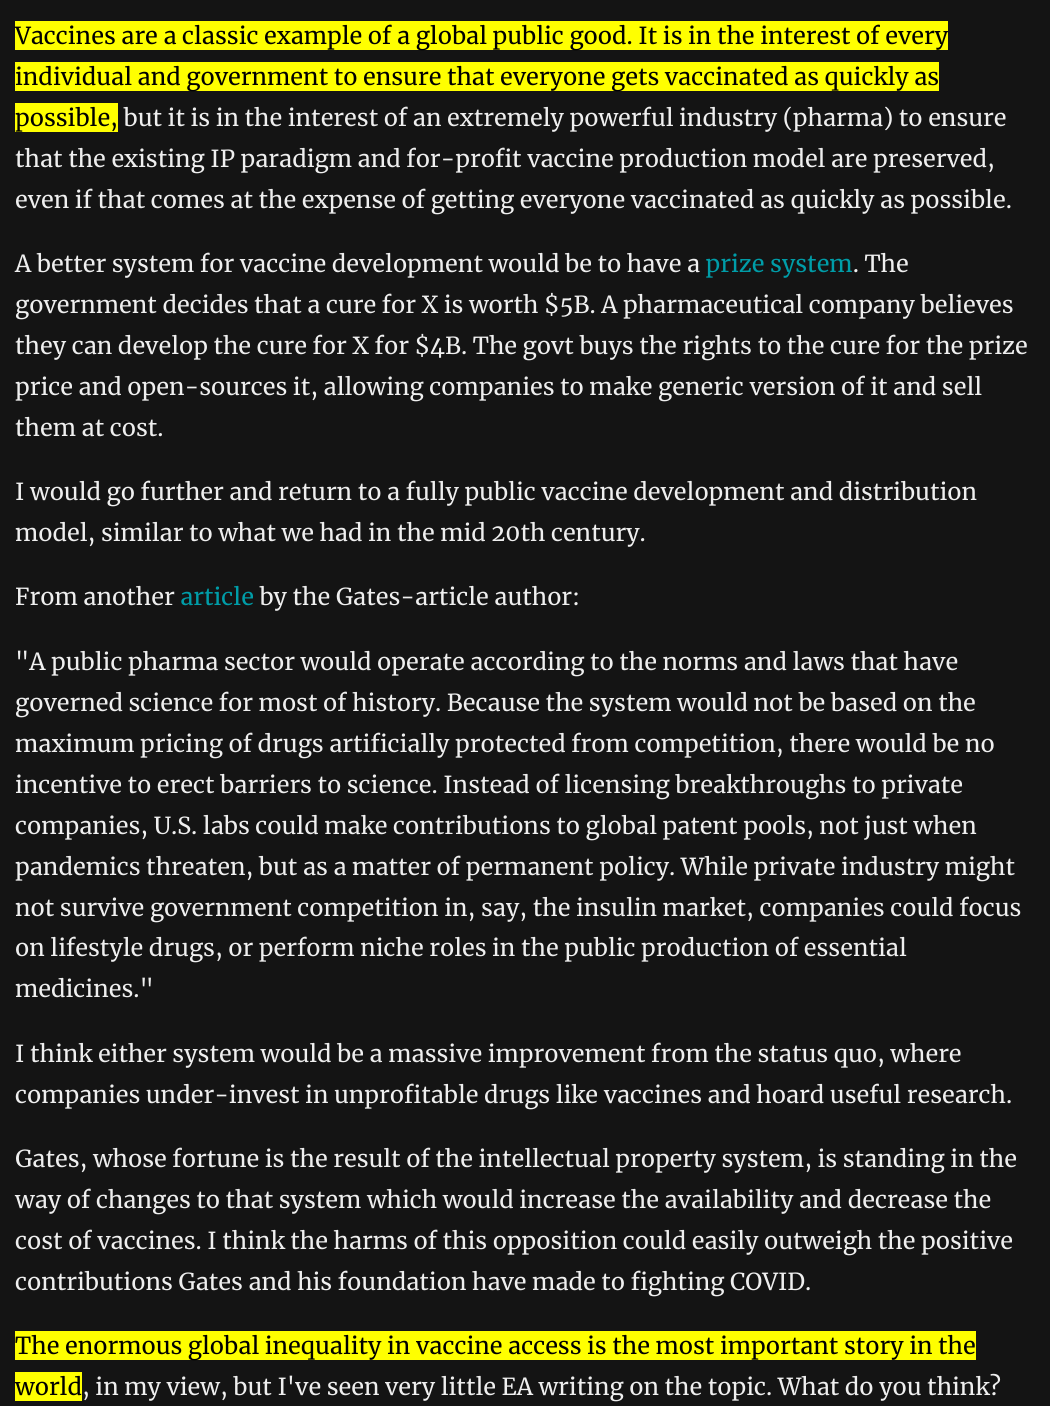 Vaccines are a classic example of a global public good. It is in the interest of every
individual and government to ensure that everyone gets vaccinated as quickly as
possible, but it is in the interest of an extremely powerful industry (pharma) to ensure
that the existing IP paradigm and for-profit vaccine production model are preserved,
even if that comes at the expense of getting everyone vaccinated as quickly as possible.
A better system for vaccine development would be to have a prize system. The
government decides that a cure for X is worth $5B. A pharmaceutical company believes
they can develop the cure for X for $4B. The govt buys the rights to the cure for the prize
price and open-sources it, allowing companies to make generic version of it and sell
them at cost.
I would go further and return to a fully public vaccine development and distribution
model, similar to what we had in the mid 20th century.
From another article by the Gates-article author:
"A public pharma sector would operate according to the norms and laws that have
governed science for most of history. Because the system would not be based on the
maximum pricing of drugs artificially protected from competition, there would be no
incentive to erect barriers to science. Instead of licensing breakthroughs to private
companies, U.S. labs could make contributions to global patent pools, not just when
pandemics threaten, but as a matter of permanent policy. While private industry might
not survive government competition in, say, the insulin market, companies could focus
on lifestyle drugs, or perform niche roles in the public production of essential
medicines."
I think either system would be a massive improvement from the status quo, where
companies under-invest in unprofitable drugs like vaccines and hoard useful research.
Gates, whose fortune is the result of the intellectual property system, is standing in the
way of changes to that system which would increase the availability and decrease the
cost of vaccines. I think the harms of this opposition could easily outweigh the positive
contributions Gates and his foundation have made to fighting COVID.
The enormous global inequality in vaccine access is the most important story in the
world, in my view, but I've seen very little EA writing on the topic. What do you think?